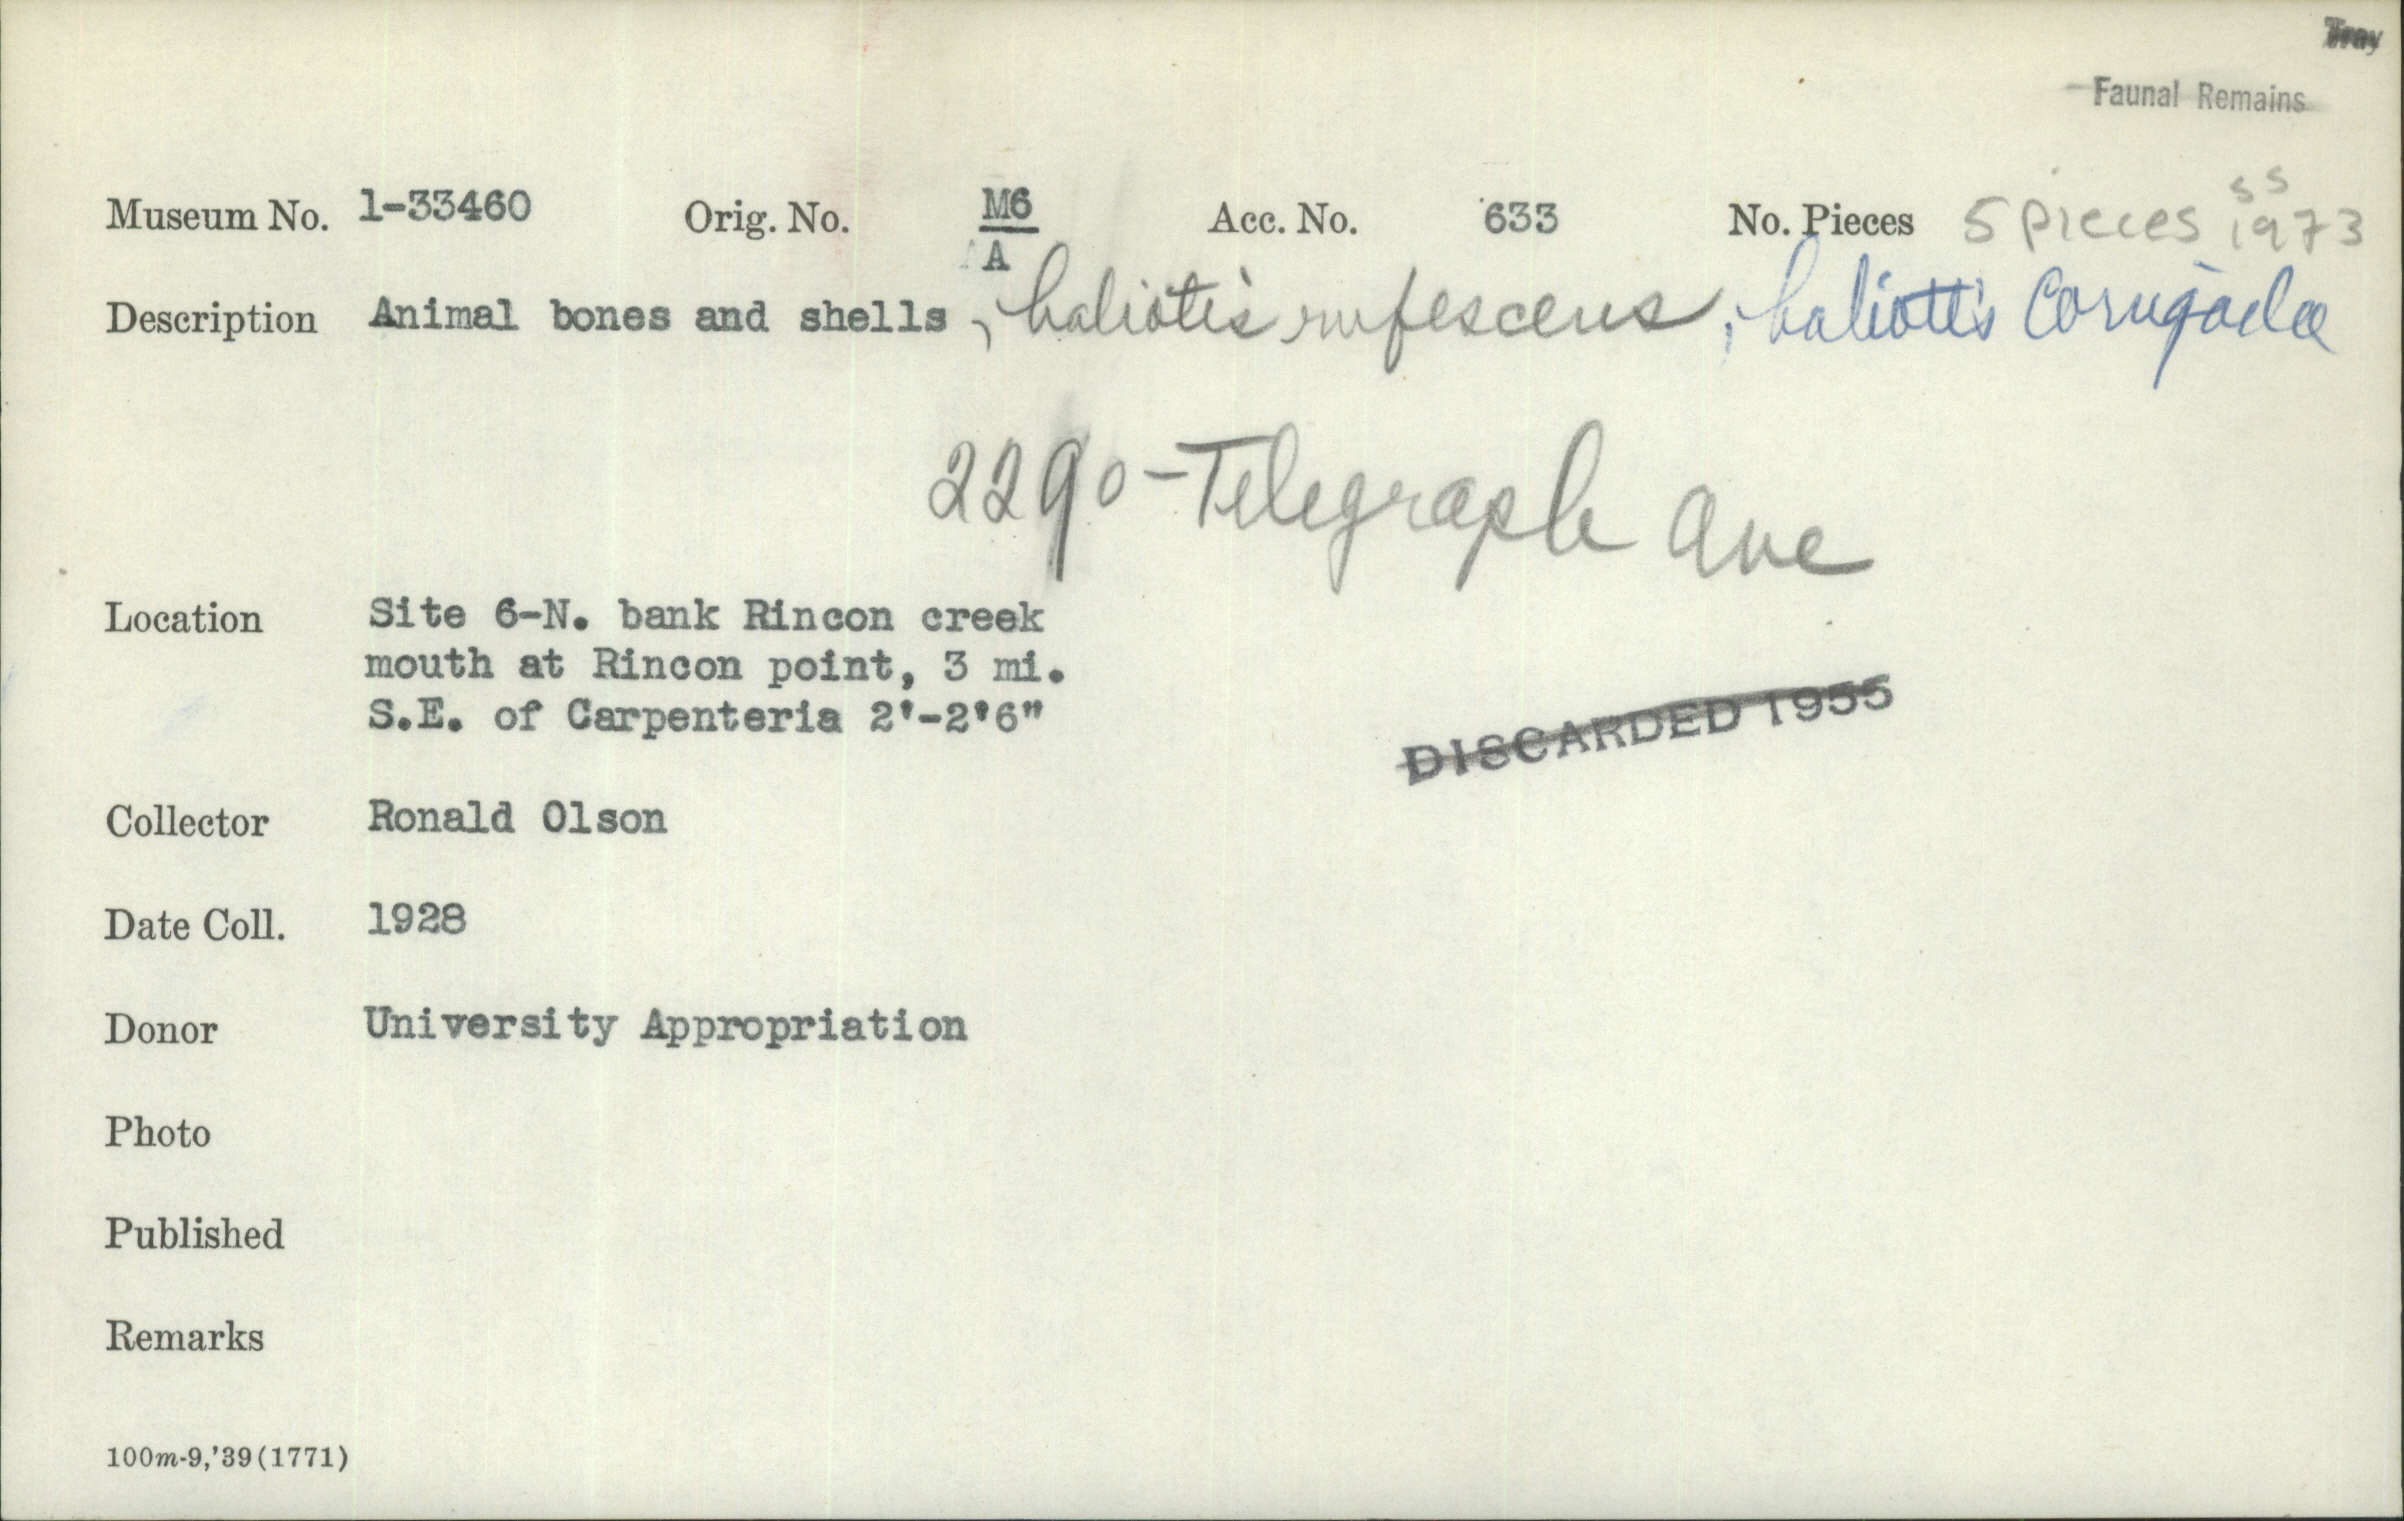 Tray
Faunal Remains
Museum No. 1-33460 Orig. No. M6/A Acc. No. 633 No. Pieces 5 pieces SS 1973
Description Animal bones and shells, haliotis rufescens, haliotis Corugada
2290-Telegraph Ave
Location Site 6-N. bank Rincon creek
mouth at Rincon point, 3 mi.
S.E. of Carpenteria 2'-2'6"
DISCARDED 1955
Collector Ronald Olson
Date Coll. 1928
Donor University Appropriation
Photo
Published
Remarks
100m-9,'39(1771)